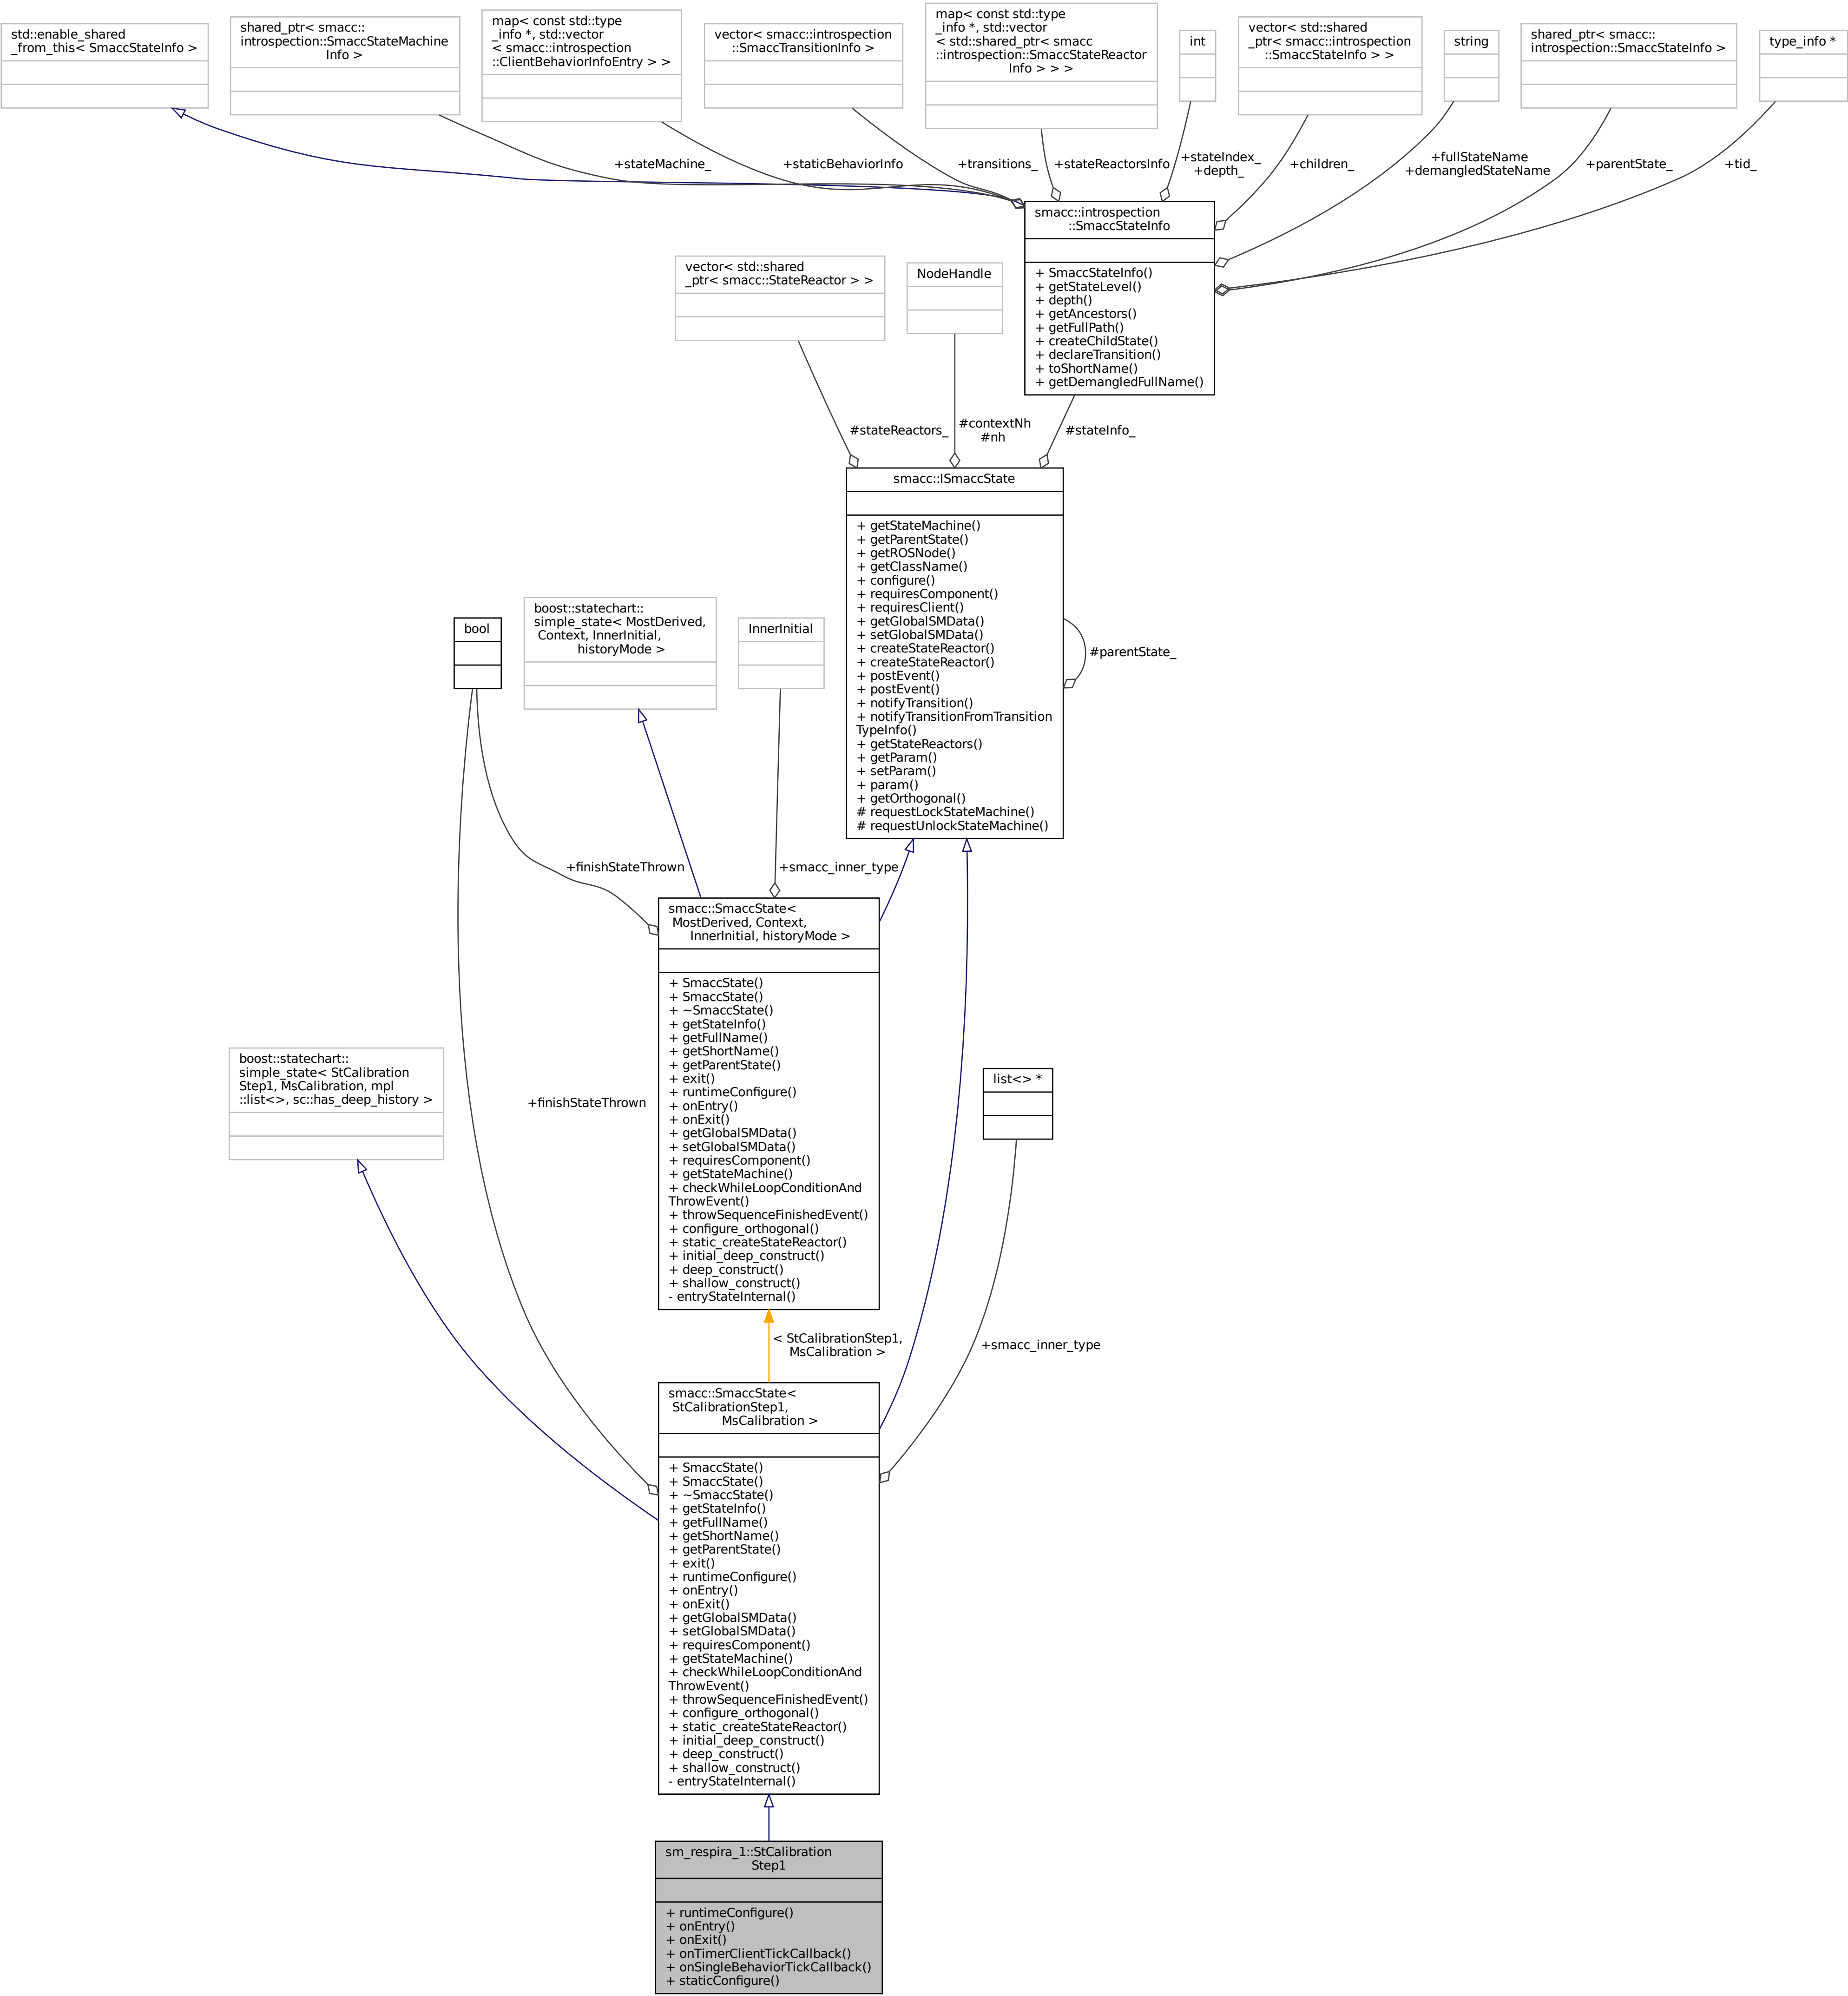 std::enable_shared
_from_this< SmaccStateInfo >
shared_ptr< smacc::
introspection::SmaccStateMachine
Info >
map< const std::type
_info *, std::vector
< smacc::introspection
::ClientBehaviorInfoEntry > >
vector< smacc::introspection
::SmaccTransitionInfo >
map< const std::type
_info *, std::vector
< std::shared_ptr< smacc
::introspection::SmaccStateReactor
Info > > >
int
vector< std::shared
_ptr< smacc::introspection
::SmaccStateInfo > >
string
shared_ptr< smacc::
introspection::SmaccStateInfo >
type_info *
+stateMachine_
+staticBehaviorInfo
+transitions_
+stateReactorsInfo
+stateIndex_
+depth_
+children_
+fullStateName
+demangledStateName
+parentState_
+tid_
smacc::introspection
::SmaccStateInfo
+ SmaccStateInfo()
+ getStateLevel()
+ depth()
+ getAncestors()
+ getFullPath()
+ createChildState()
+ declareTransition()
+ toShortName()
+ getDemangledFullName()
vector< std::shared
_ptr< smacc::StateReactor > >
NodeHandle
#stateReactors_
#contextNh
#nh
#stateInfo_
smacc::ISmaccState
+ getStateMachine()
+ getParentState()
+ getROSNode()
+ getClassName()
+ configure()
+ requiresComponent()
+ requiresClient()
+ getGlobalSMData()
+ setGlobalSMData()
+ createStateReactor()
+ createStateReactor()
+ postEvent()
+ postEvent()
+ notifyTransition()
+ notifyTransitionFromTransition
TypeInfo()
+ getStateReactors()
+ getParam()
+ setParam()
+ param()
+ getOrthogonal()
# requestLockStateMachine()
# requestUnlockStateMachine()
#parentState_
bool
boost::statechart::
simple_state< MostDerived,
Context, InnerInitial,
historyMode >
InnerInitial
+finishStateThrown
+smacc_inner_type
smacc::SmaccState<
MostDerived, Context,
InnerInitial, historyMode >
+ SmaccState()
+ SmaccState()
+ ~SmaccState()
+ getStateInfo()
+ getFullName()
+ getShortName()
+ getParentState()
+ exit()
+ runtimeConfigure()
+ onEntry()
+ onExit()
+ getGlobalSMData()
+ setGlobalSMData()
+ requiresComponent()
+ getStateMachine()
+ checkWhileLoopConditionAnd
ThrowEvent()
+ throwSequenceFinishedEvent()
+ configure_orthogonal()
+ static_createStateReactor()
+ initial_deep_construct()
+ deep_construct()
+ shallow_construct()
- entryStateInternal()
boost::statechart::
simple_state< StCalibration
Step1, MsCalibration, mpl
::list<>, sc::has_deep_history >
+finishStateThrown
list<> *
< StCalibrationStep1,
MsCalibration >
+smacc_inner_type
smacc::SmaccState<
StCalibrationStep1,
MsCalibration >
+ SmaccState()
+ SmaccState()
+ ~SmaccState()
+ getStateInfo()
+ getFullName()
+ getShortName()
+ getParentState()
+ exit()
+ runtimeConfigure()
+ onEntry()
+ onExit()
+ getGlobalSMData()
+ setGlobalSMData()
+ requiresComponent()
+ getStateMachine()
+ checkWhileLoopConditionAnd
ThrowEvent()
+ throwSequenceFinishedEvent()
+ configure_orthogonal()
+ static_createStateReactor()
+ initial_deep_construct()
+ deep_construct()
+ shallow_construct()
- entryStateInternal()
sm_respira_1::StCalibration
Step1
+ runtimeConfigure()
+ onEntry()
+ onExit()
+ onTimerClientTickCallback()
+ onSingleBehaviorTickCallback()
+ staticConfigure()